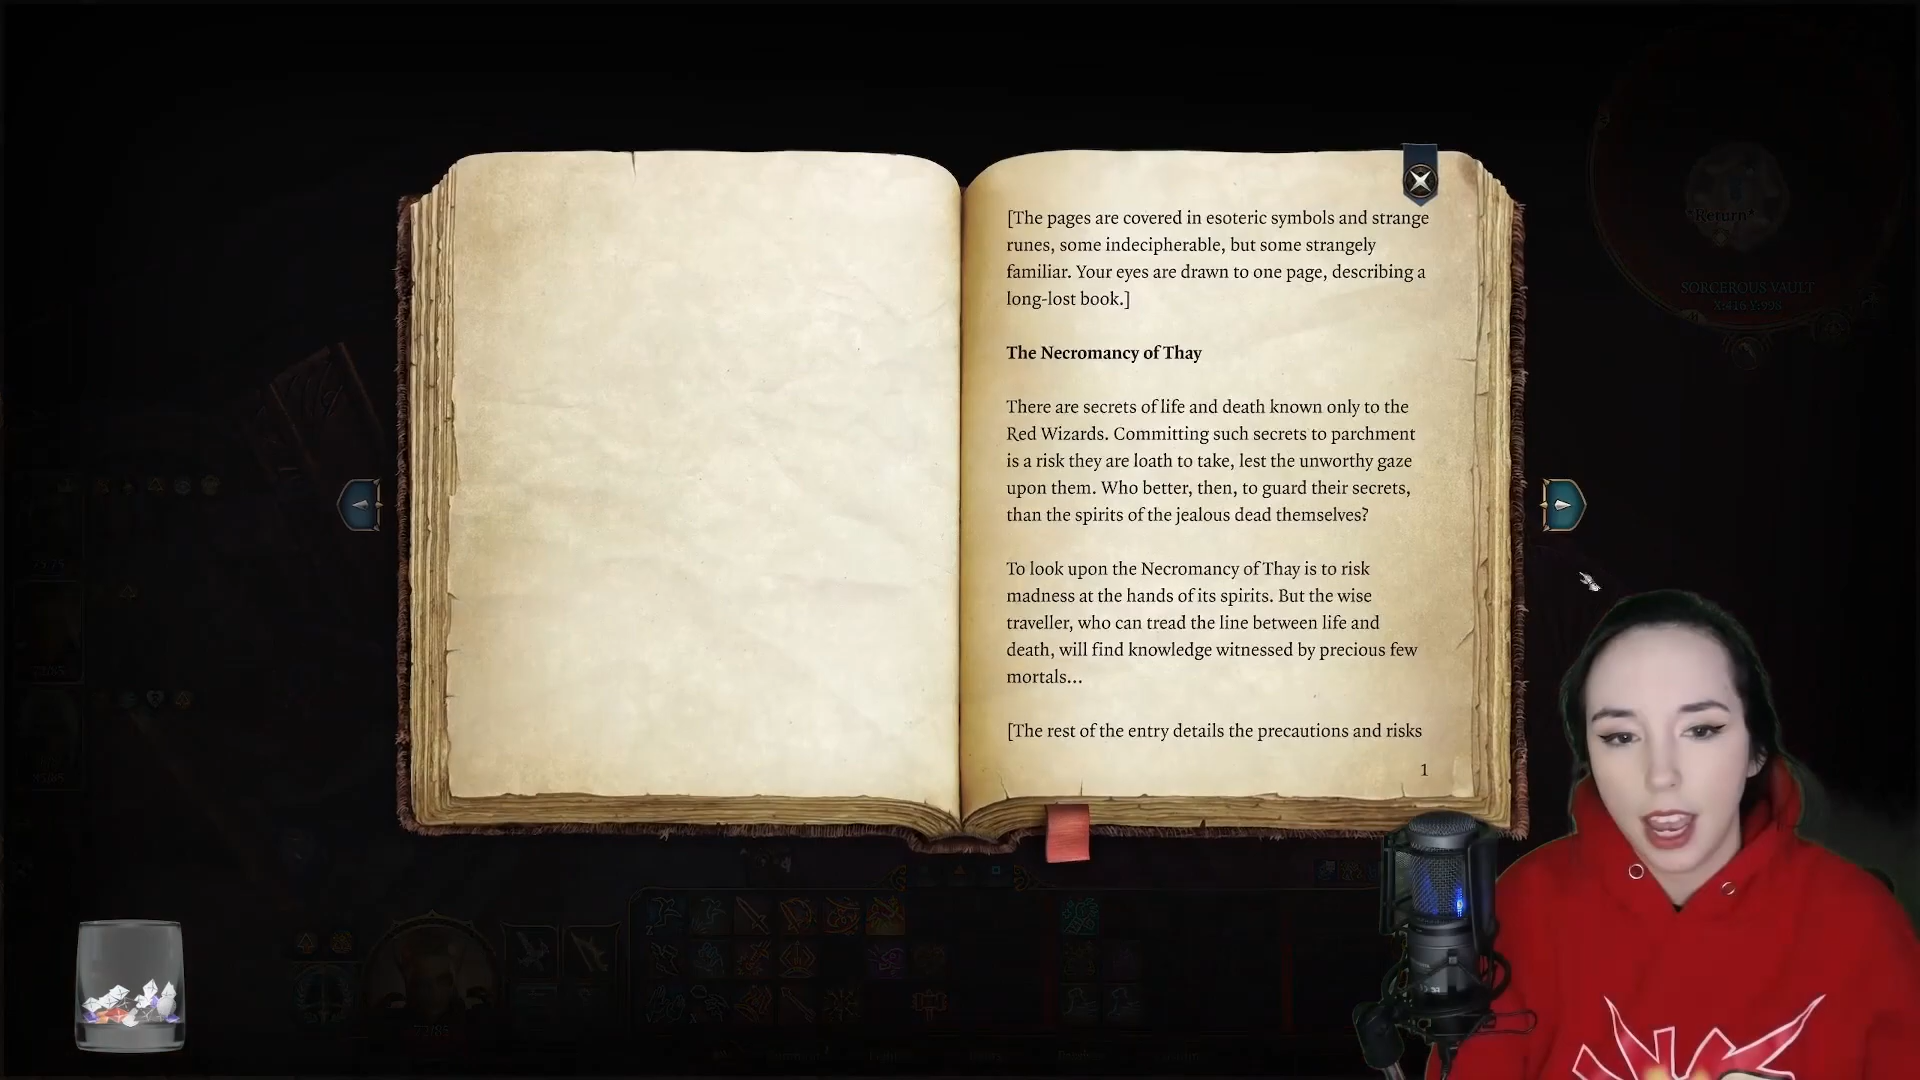 [The pages are covered in esoteric symbols and strange
runes, some indecipherable, but some strangely
familiar. Your eyes are drawn to one page, describing a
long-lost book.]
The Necromancy of Thay
There are secrets of life and death known only to the
Red Wizards. Committing such secrets to parchment
is a risk they are loath to take, lest the unworthy gaze
upon them. Who better, then, to guard their secrets,
than the spirits of the jealous dead themselves?
To look upon the Necromancy of Thay is to risk
madness at the hands of its spirits. But the wise
traveller, who can tread the line between life and
death, will find knowledge witnessed by precious few
mortals...
[The rest of the entry details the precautions and risks
1
*Return*
SORCEROUS VAULT